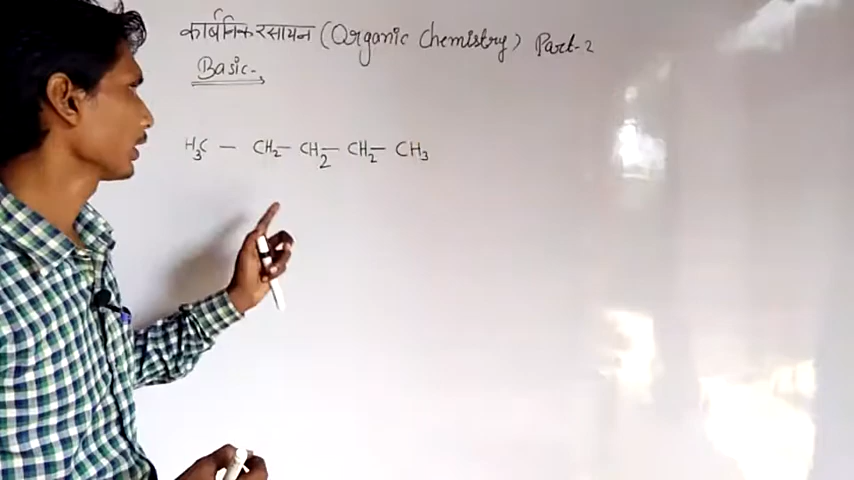 कार्बनिक रसायन (Organic Chemistry) Part-2
Basic-,
H₃C — CH₂— CH₂— CH₂— CH₃